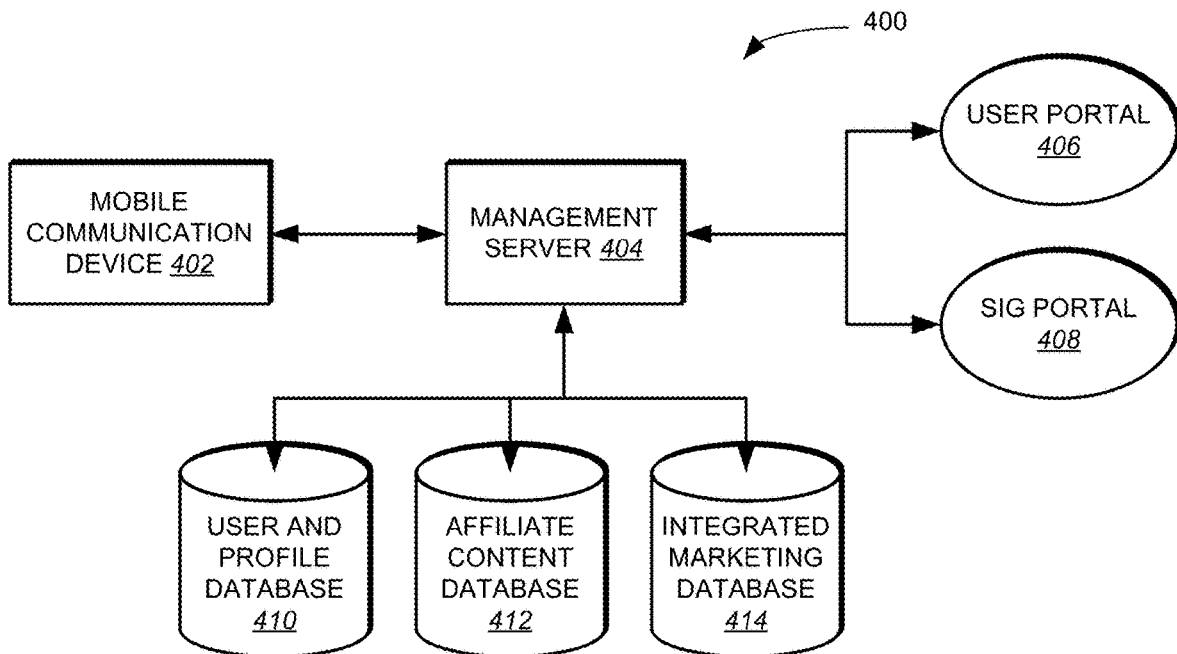 400
USER PORTAL
406
MOBILE
COMMUNICATION
DEVICE 402
MANAGEMENT
SERVER 404
SIG PORTAL
408
USER AND
PROFILE
DATABASE
410
AFFILIATE
CONTENT
DATABASE
412
INTEGRATED
MARKETING
DATABASE
414